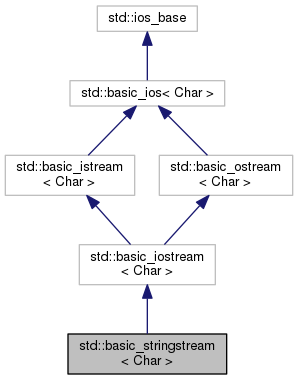 std::ios_base
std::basic_ios< Char >
std::basic_istream
< Char >
std::basic_ostream
< Char >
std::basic_iostream
< Char >
std::basic_stringstream
< Char >